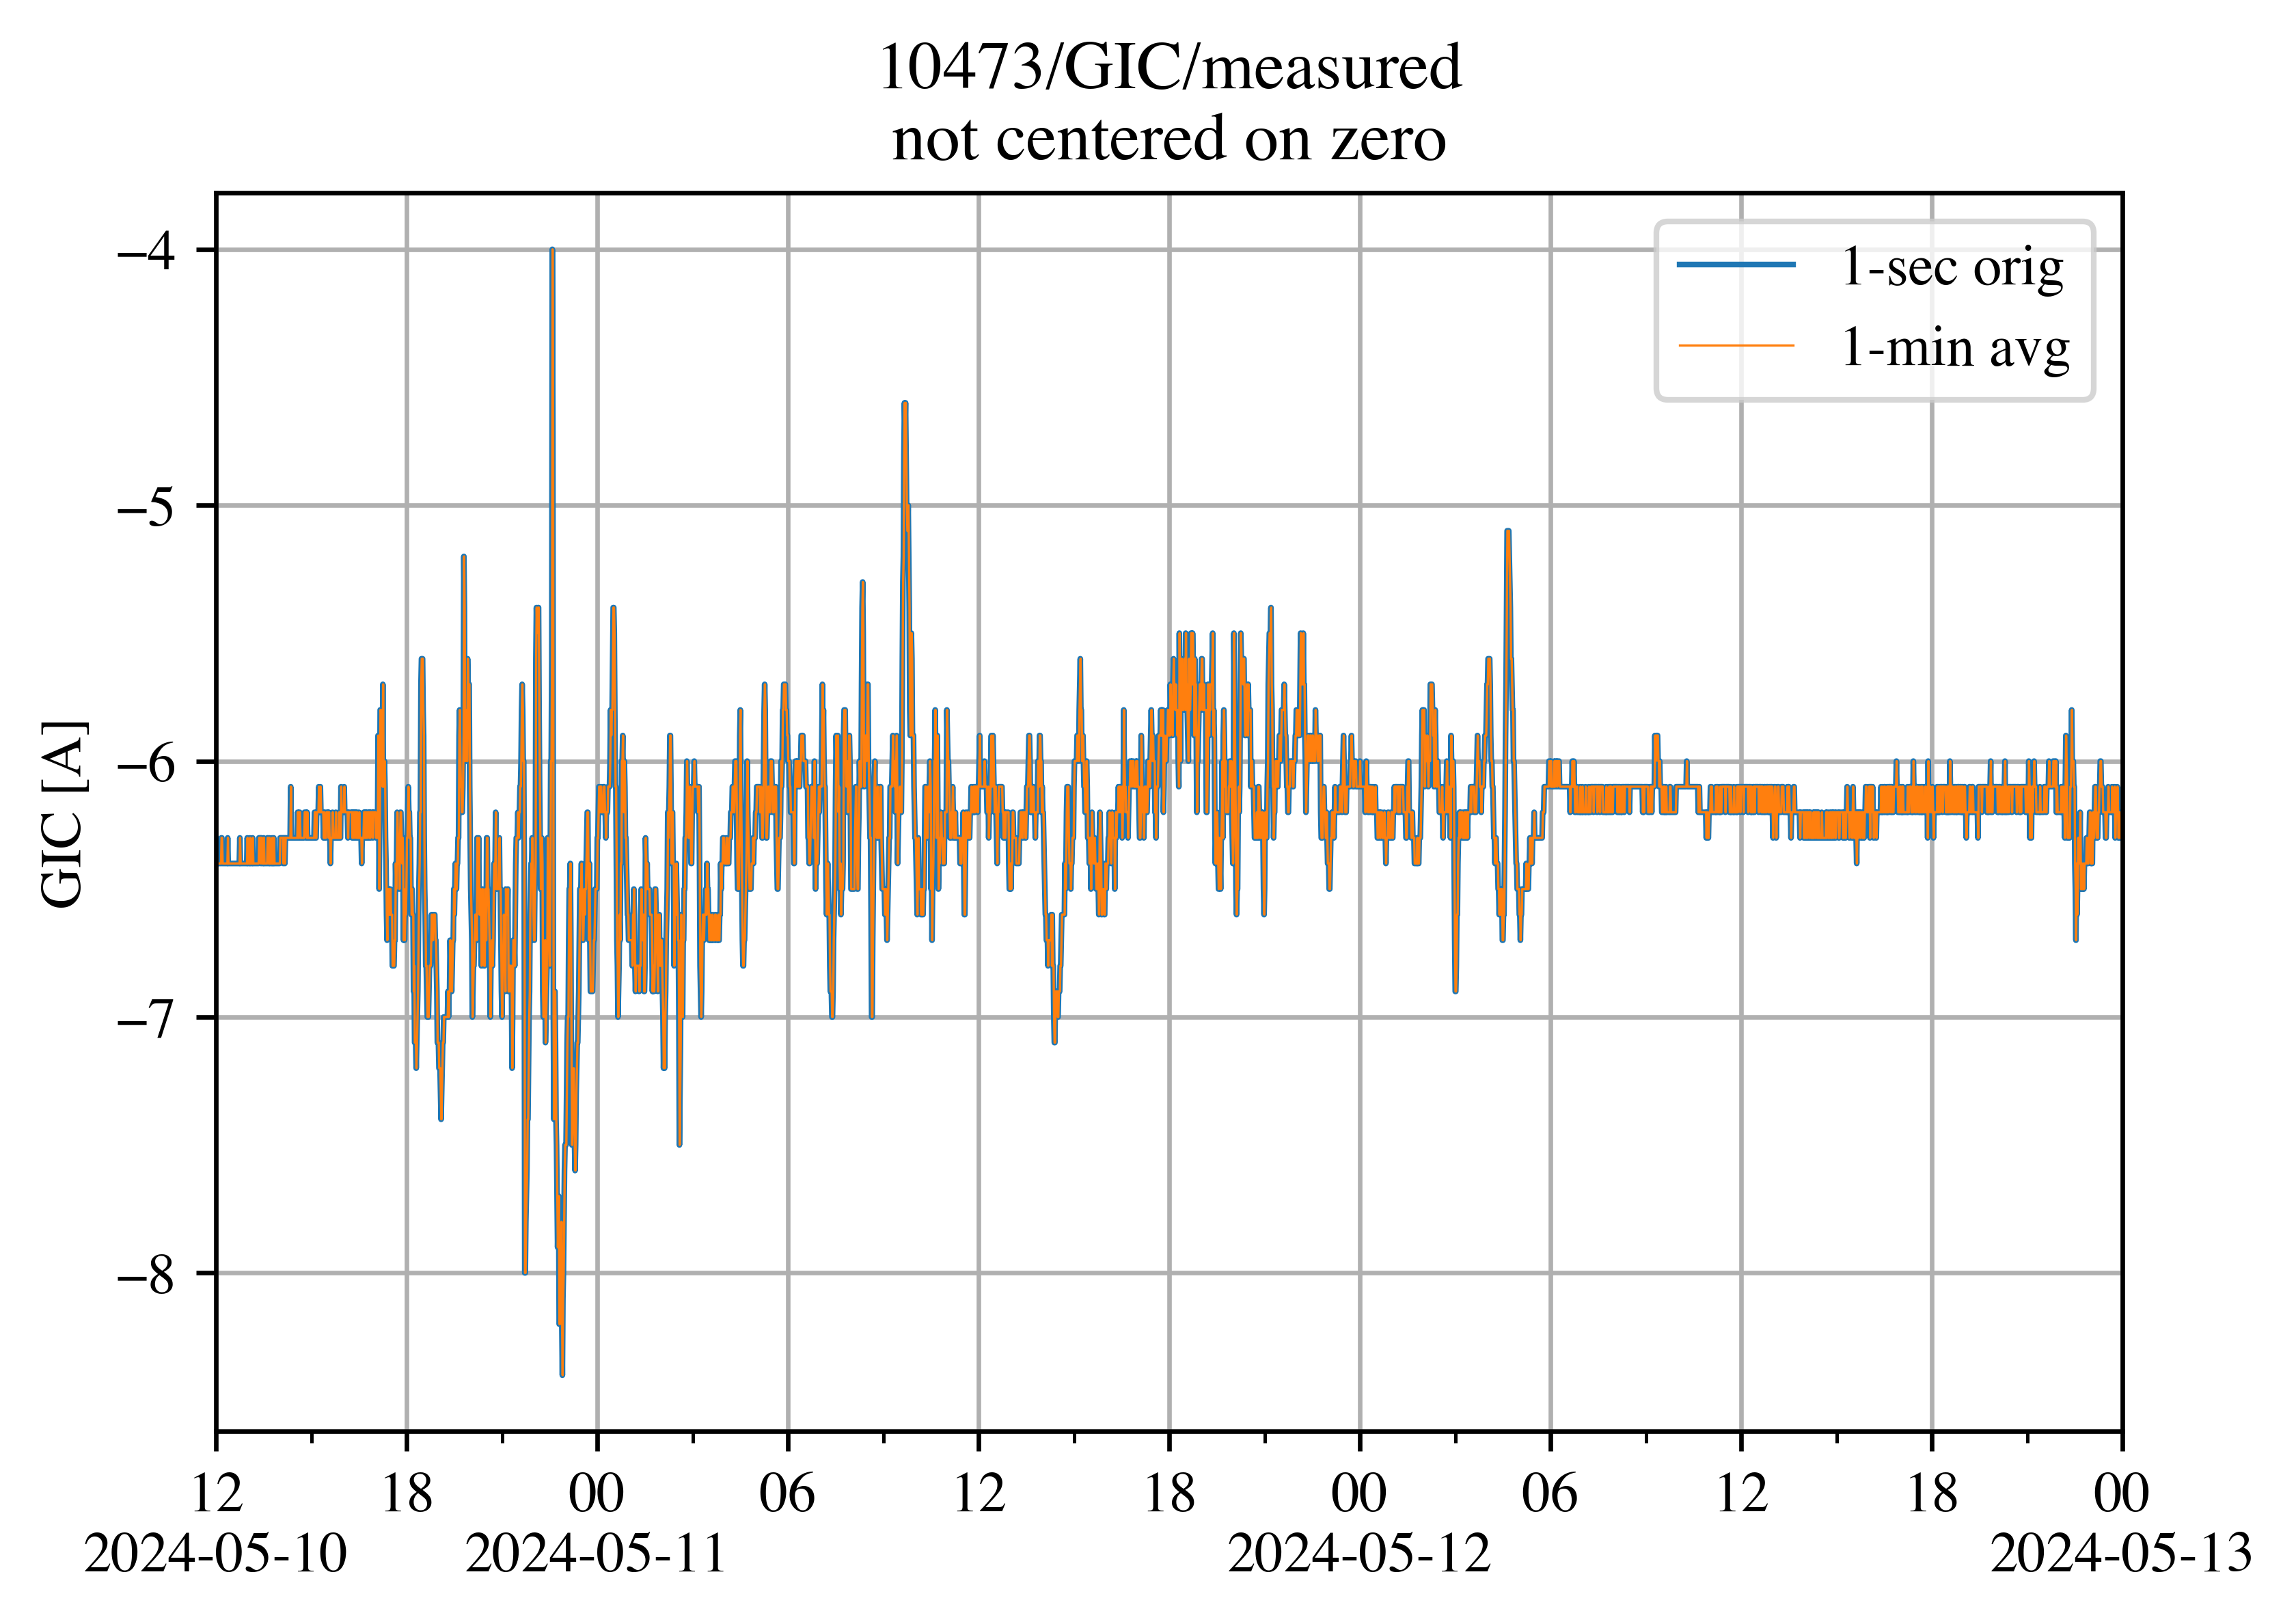 10473/GIC/measured
not centered on zero
1-sec orig
1-min avg
GIC [A]
−4
−5
−6
−7
−8
12 18 00 06 12 18 00 06 12 18 00
2024-05-10 2024-05-11 2024-05-12 2024-05-13